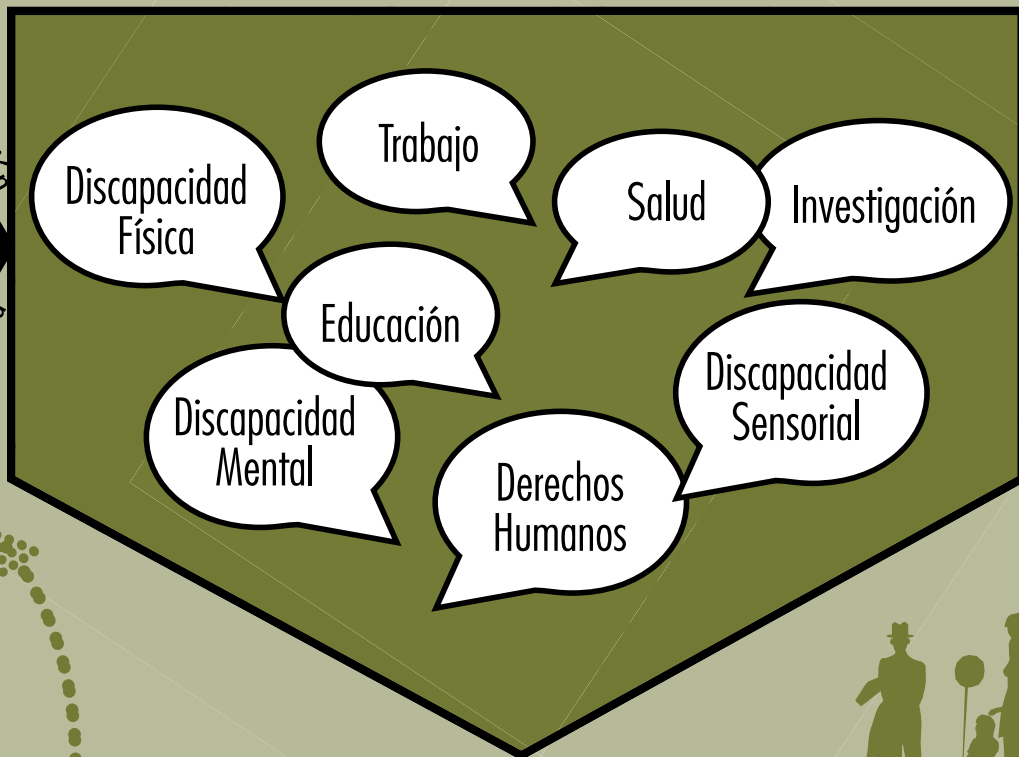 Trabajo
Discapacidad
Física
Salud
Investigación
Educación
Discapacidad
Sensorial
Discapacidad
Mental
Derechos
Humanos